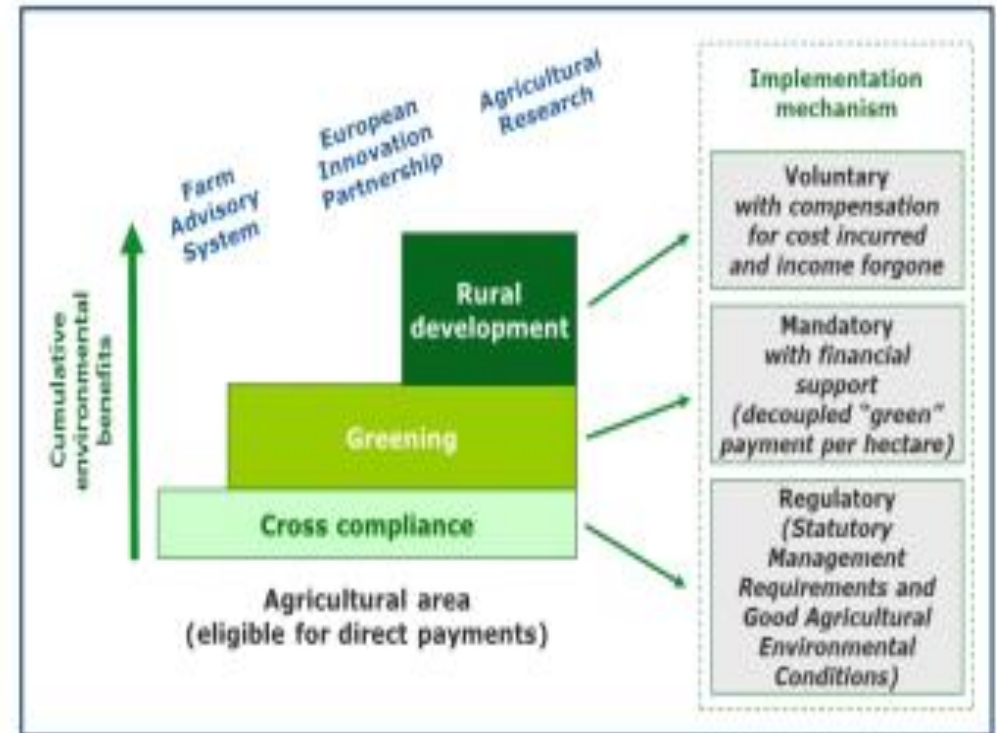 Farm
Advisory
System
European
Innovation
Partnership
Agricultural
Research
Cumulative
environmental
benefits
Rural
development
Greening
Cross compliance
Agricultural area
(eligible for direct payments)
Implementation
mechanism
Voluntary
with compensation
for cost incurred
and income forgone
Mandatory
with financial
support
(decoupled "green"
payment per hectare)
Regulatory
(Statutory
Management
Requirements and
Good Agricultural
Environmental
Conditions)